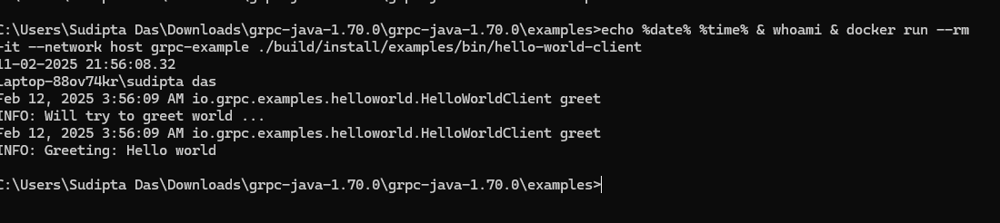 C:\Users\Sudipta Das\Downloads\grpc-java-1.70.0\grpc-java-1.70.0\examples>echo %date% %time% & whoami & docker run --rm
-it --network host grpc-example ./build/install/examples/bin/hello-world-client
11-02-2025 21:56:08.32
laptop-88ov74kr\sudipta das
Feb 12, 2025 3:56:09 AM io.grpc.examples.helloworld.HelloWorldClient greet
INFO: Will try to greet world ...
Feb 12, 2025 3:56:09 AM io.grpc.examples.helloworld.HelloWorldClient greet
INFO: Greeting: Hello world
C:\Users\Sudipta Das\Downloads\grpc-java-1.70.0\grpc-java-1.70.0\examples>